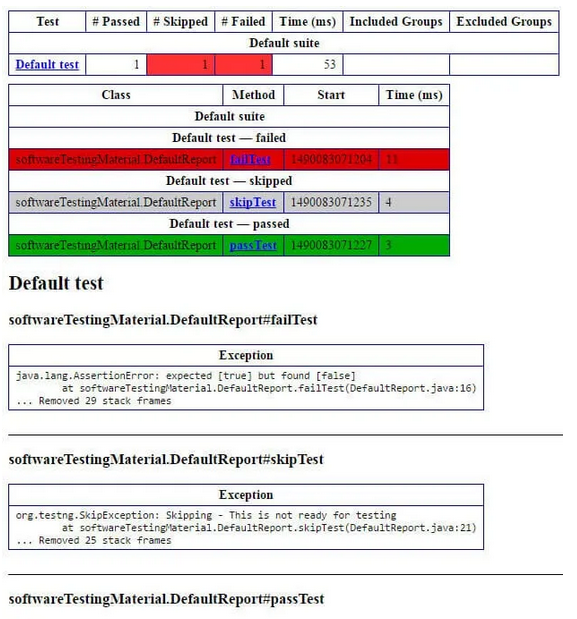 Test # Passed # Skipped # Failed Time (ms) Included Groups Excluded Groups
Default suite
Default test 1 1 1 53
Class Method Start Time (ms)
Default suite
Default test — failed
softwareTestingMaterial.DefaultReport failTest 1490083071204 11
Default test — skipped
softwareTestingMaterial.DefaultReport skipTest 1490083071235 4
Default test — passed
softwareTestingMaterial.DefaultReport passTest 1490083071227 3
Default test
softwareTestingMaterial.DefaultReport#failTest
Exception
java.lang.AssertionError: expected [true] but found [false]
at softwareTestingMaterial.DefaultReport.failTest(DefaultReport.java:16)
... Removed 29 stack frames
softwareTestingMaterial.DefaultReport#skipTest
Exception
org.testng.SkipException: Skipping - This is not ready for testing
at softwareTestingMaterial.DefaultReport.skipTest(DefaultReport.java:21)
... Removed 25 stack frames
softwareTestingMaterial.DefaultReport#passTest